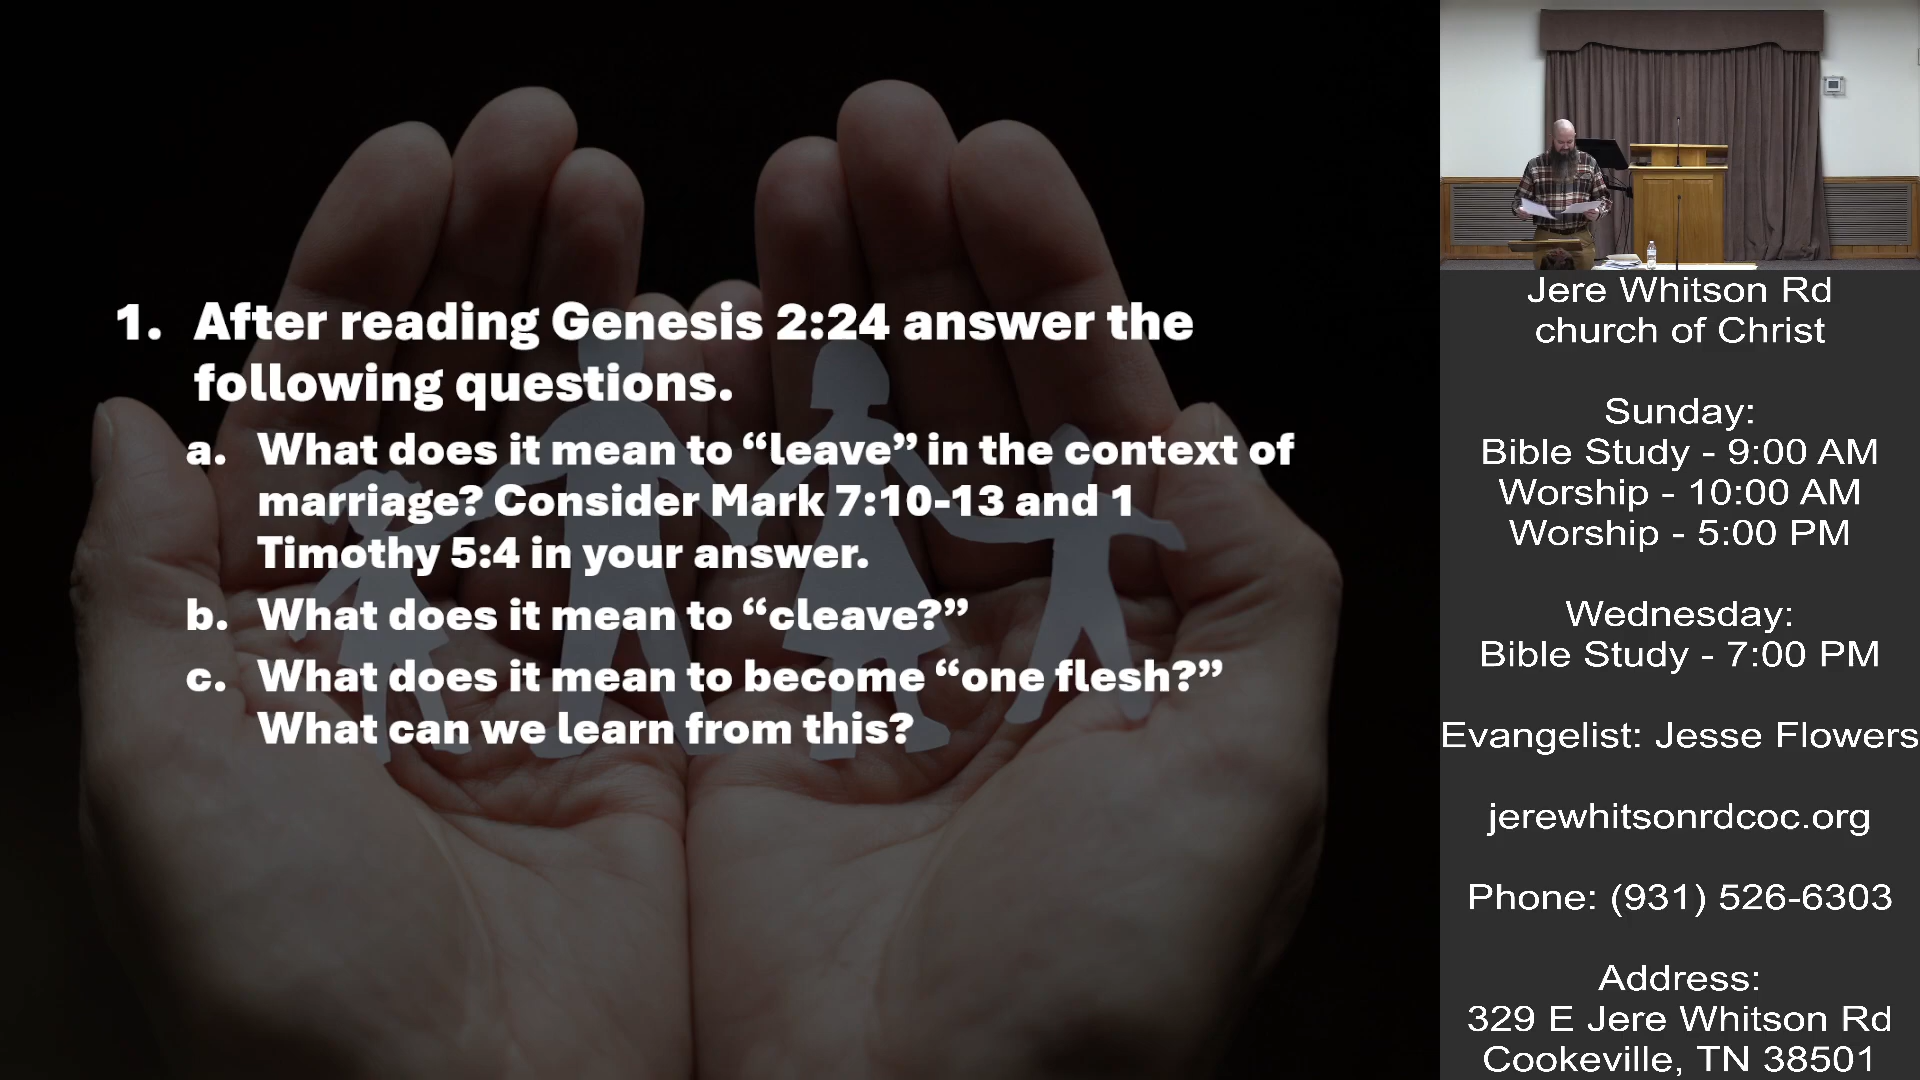 1. After reading Genesis 2:24 answer the
following questions.
a. What does it mean to “leave” in the context of
marriage? Consider Mark 7:10-13 and 1
Timothy 5:4 in your answer.
b. What does it mean to “cleave?”
c. What does it mean to become “one flesh?”
What can we learn from this?
Jere Whitson Rd
church of Christ
Sunday:
Bible Study - 9:00 AM
Worship - 10:00 AM
Worship - 5:00 PM
Wednesday:
Bible Study - 7:00 PM
Evangelist: Jesse Flowers
jerewhitsonrdcoc.org
Phone: (931) 526-6303
Address:
329 E Jere Whitson Rd
Cookeville, TN 38501